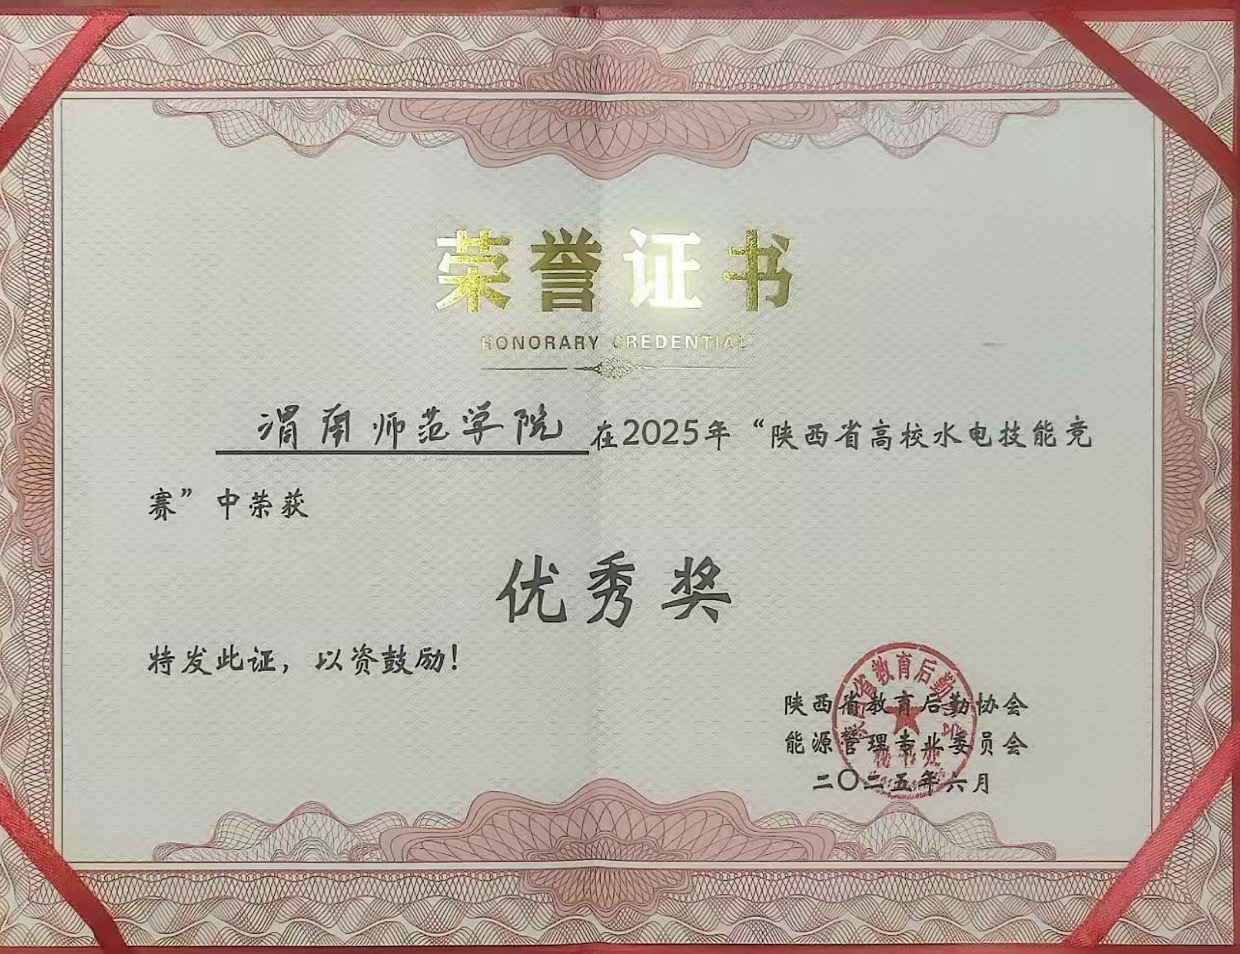 荣誉证书
HONORARY CREDENTIAL
渭南师范学院在2025年“陕西省高校水电技能竞
赛”中荣获
优秀奖
特发此证，以资鼓励！
陕西省教育后勤协会
能源管理专业委员会
二〇二五年六月